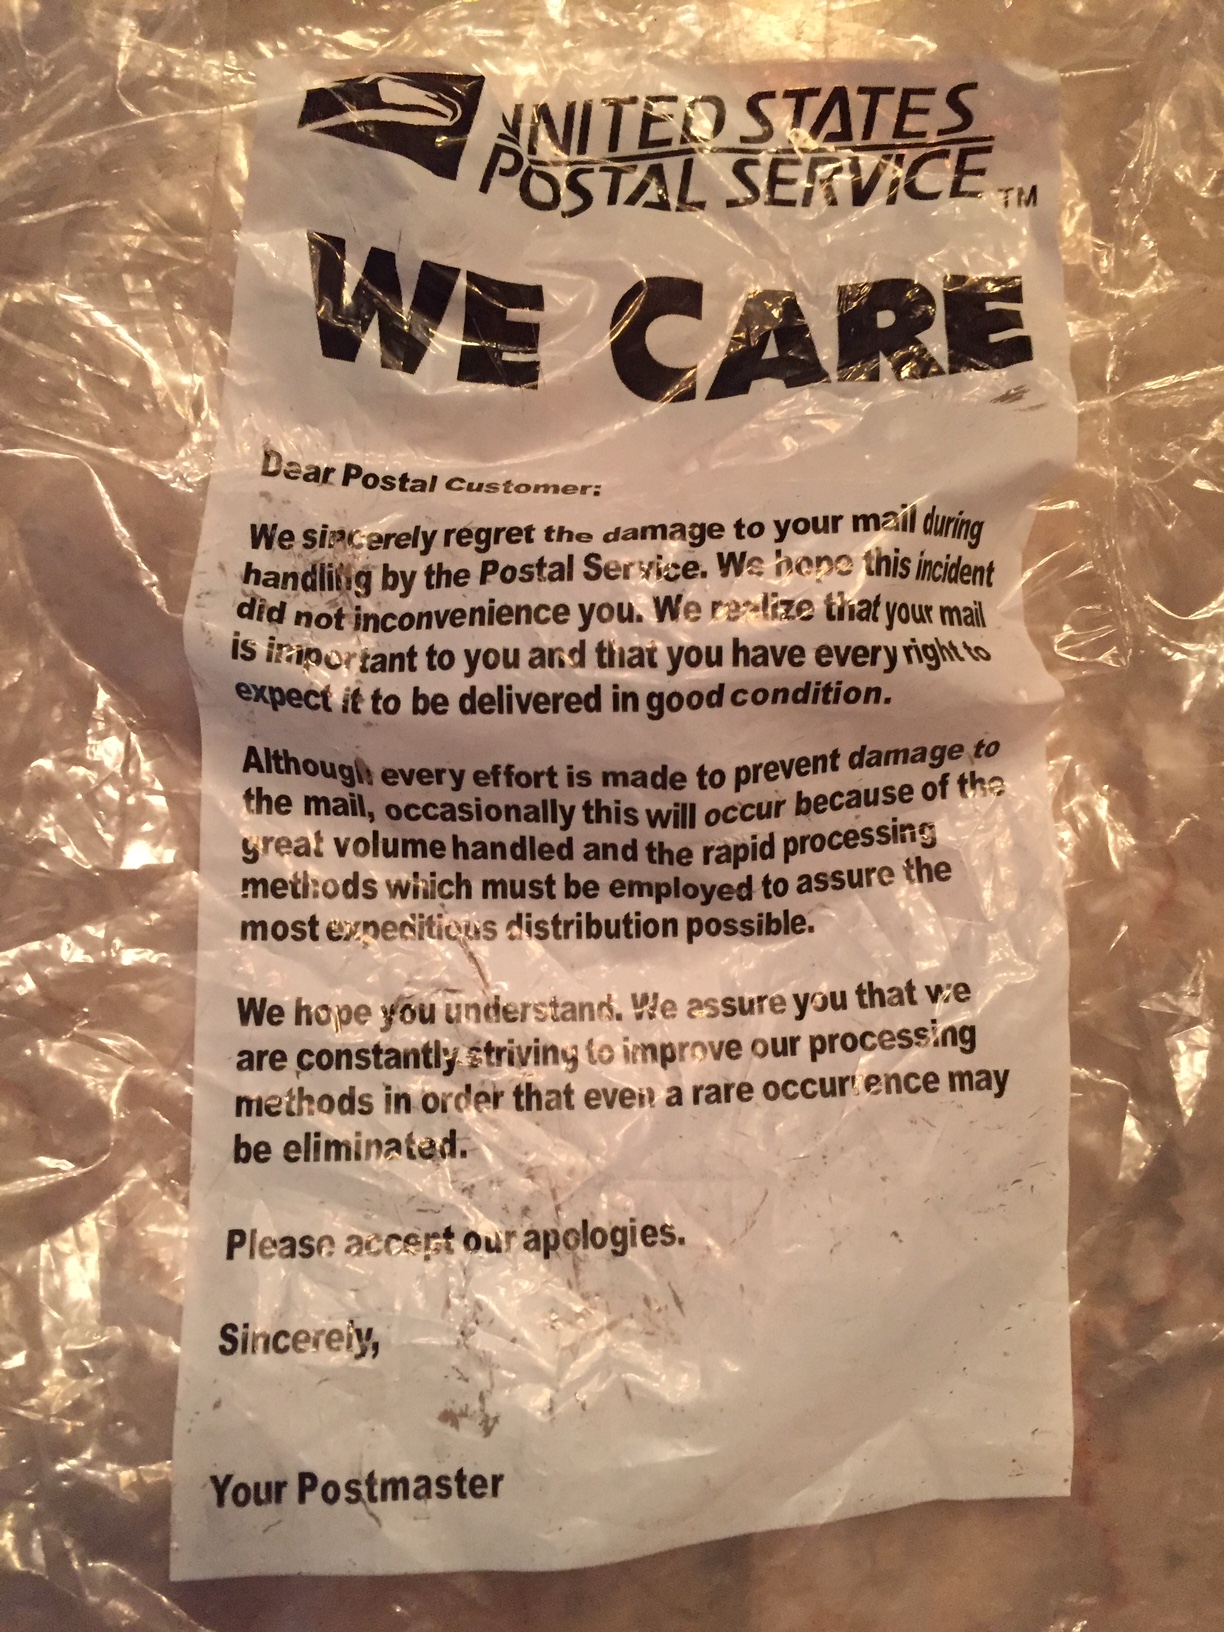 UNITED STATES
POSTAL SERVICE TM
WE CARE
Dear Postal Customer:
We sincerely regret the damage to your mail during
handling by the Postal Service. We hope this incident
did not inconvenience you. We realize that your mail
is important to you and that you have every right to
expect it to be delivered in good condition.
Although every effort is made to prevent damage to
the mail, occasionally this will occur because of the
great volume handled and the rapid processing
methods which must be employed to assure the
most expeditious distribution possible.
We hope you understand. We assure you that we
are constantly striving to improve our processing
methods in order that even a rare occurrence may
be eliminated.
Please accept our apologies.
Sincerely,
Your Postmaster